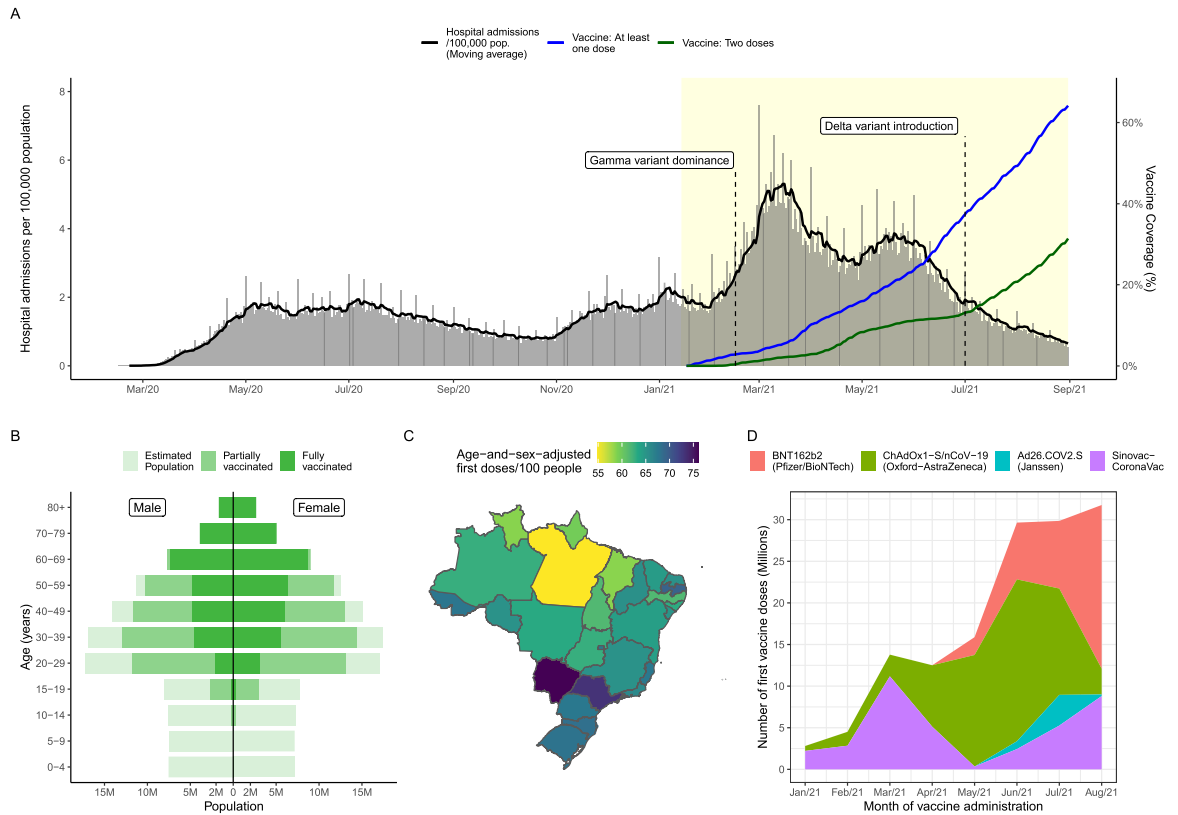 A
Hospital admissions
/100,000 pop.
(Moving average)
Vaccine: At least
one dose
Vaccine: Two doses
Hospital admissions per 100,000 population
8
6
4
2
0
Gamma variant dominance
Delta variant introduction
60%
40%
20%
0%
Vaccine Coverage (%)
Mar/20
May/20
Jul/20
Sep/20
Nov/20
Jan/21
Mar/21
May/21
Jul/21
Sep/21
B
Estimated
Population
Partially
vaccinated
Fully
vaccinated
Male
Female
Age (years)
80+
70−79
60−69
50−59
40−49
30−39
20−29
15−19
10−14
5−9
0−4
15M
10M
5M
2M
0
2M
5M
10M
15M
Population
C
Age−and−sex−adjusted
first doses/100 people
55
60
65
70
75
D
BNT162b2
(Pfizer/BioNTech)
ChAdOx1−S/nCoV−19
(Oxford−AstraZeneca)
Ad26.COV2.S
(Janssen)
Sinovac−
CoronaVac
Number of first vaccine doses (Millions)
30
25
20
15
10
5
0
Jan/21
Feb/21
Mar/21
Apr/21
May/21
Jun/21
Jul/21
Aug/21
Month of vaccine administration